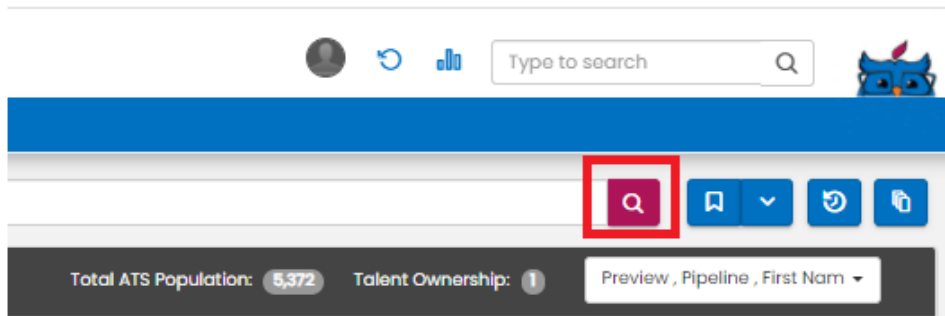 Type to search
Total ATS Population: 5,372 Talent Ownership: 1 Preview , Pipeline , First Nam